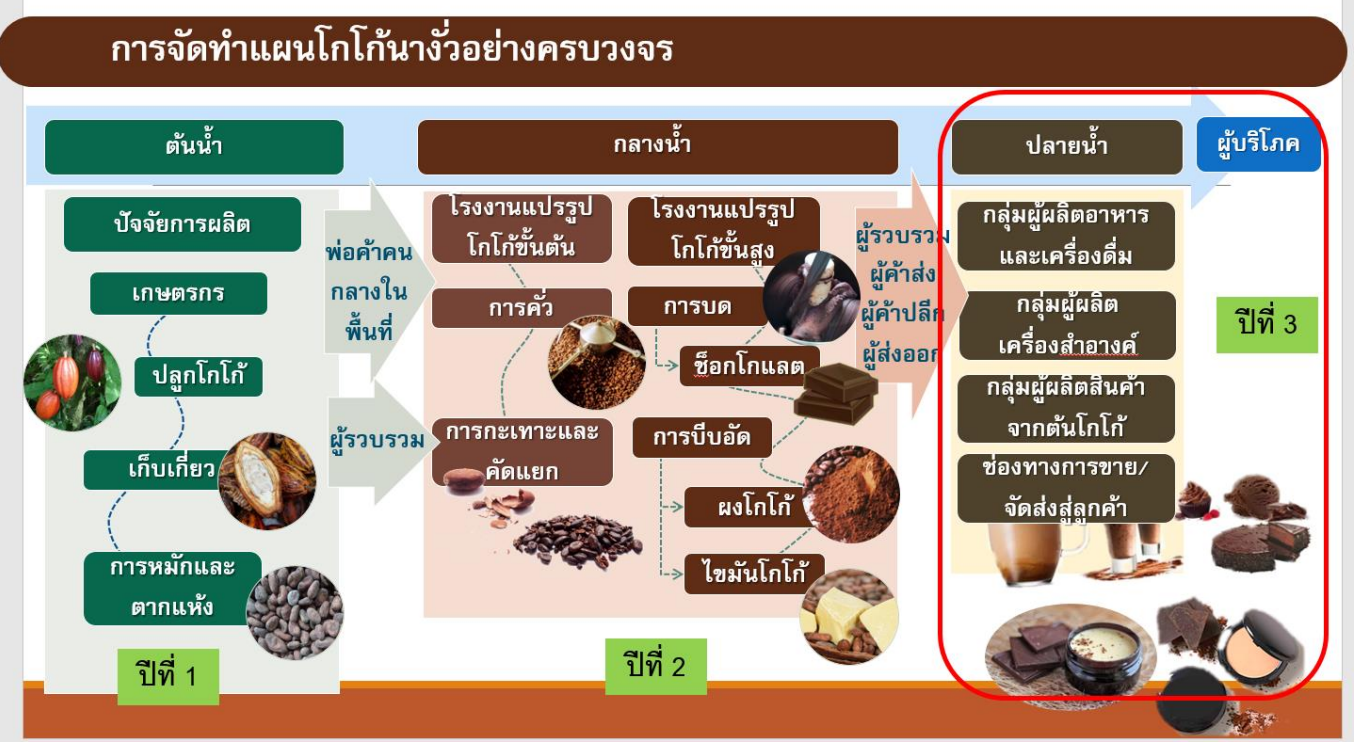 การจัดทำแผนโกโก้นางั่วอย่างครบวงจร
ต้นน้ำ
ปัจจัยการผลิต
เกษตรกร
ปลูกโกโก้
เก็บเกี่ยว
การหมักและ
ตากแห้ง
ปีที่ 1
พ่อค้าคน
กลางใน
พื้นที่
ผู้รวบรวม
กลางน้ำ
โรงงานแปรรูป
โกโก้ขั้นต้น
การคั่ว
การกะเทาะและ
คัดแยก
โรงงานแปรรูป
โกโก้ขั้นสูง
การบด
ช็อกโกแลต
การบีบอัด
ผงโกโก้
ไขมันโกโก้
ปีที่ 2
ผู้รวบรวม
ผู้ค้าส่ง
ผู้ค้าปลีก
ผู้ส่งออก
ปลายน้ำ
กลุ่มผู้ผลิตอาหาร
และเครื่องดื่ม
กลุ่มผู้ผลิต
เครื่องสำอางค์
กลุ่มผู้ผลิตสินค้า
จากต้นโกโก้
ช่องทางการขาย/
จัดส่งสู่ลูกค้า
ผู้บริโภค
ปีที่ 3